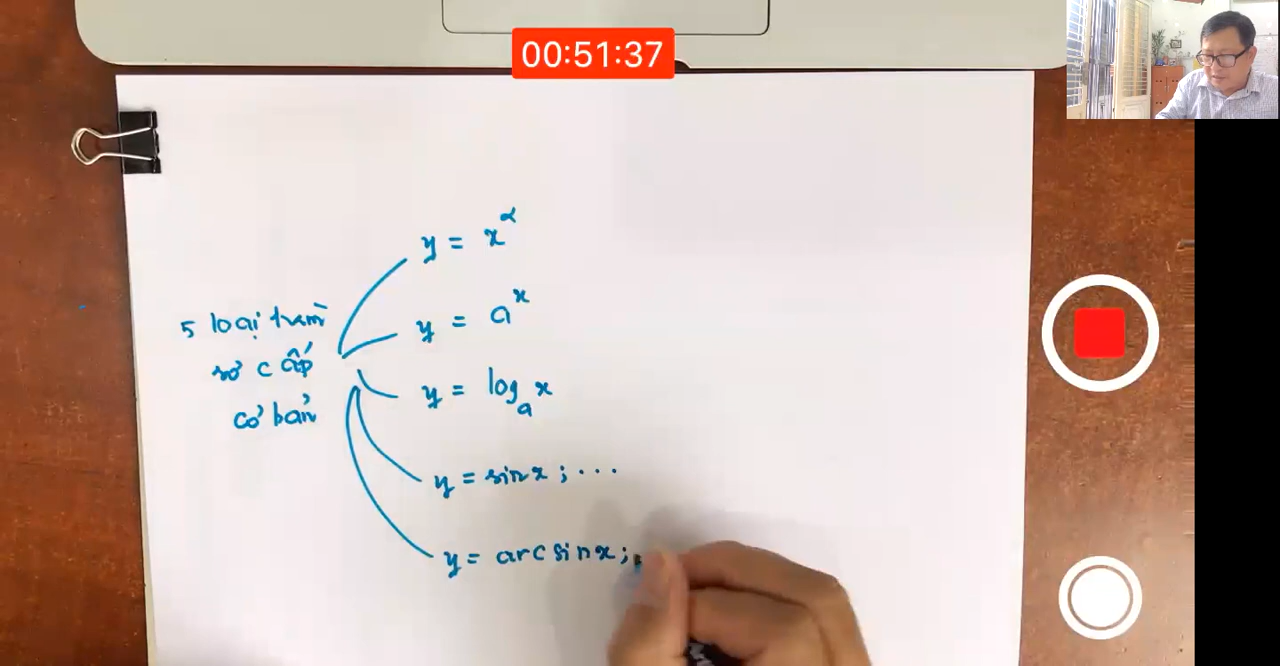 00:51:37
y = x^α
y = a^x
5 loại hàm
sơ cấp
cơ bản
y = log_a x
y = sin x ; ...
y = arcsin x ;